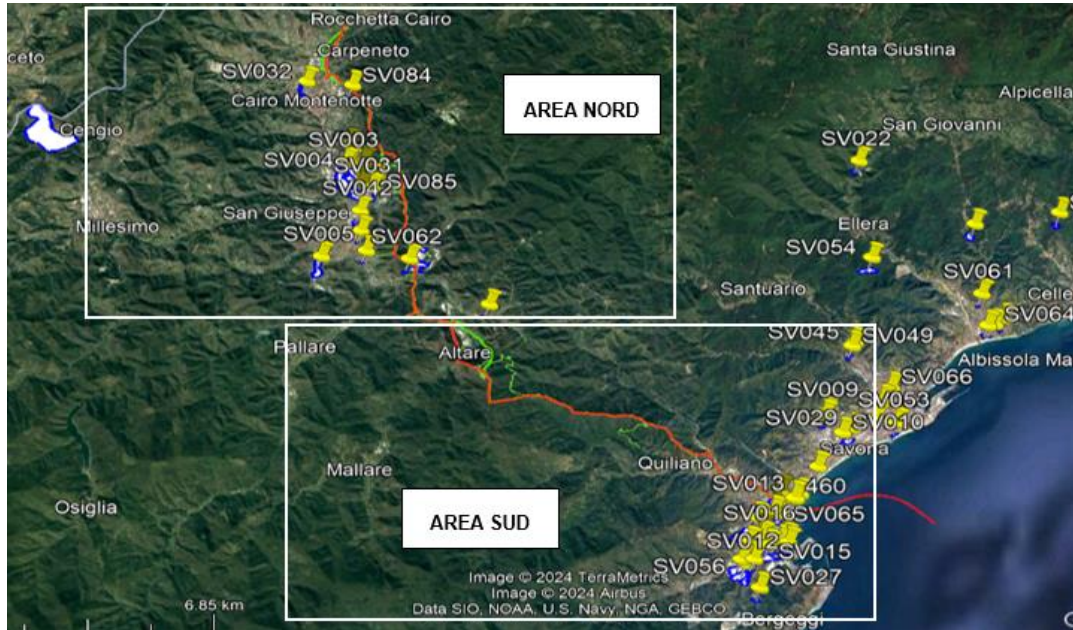 Rocchetta Cairo
Santa Giustina
Carpeneto
ceto
SV032
SV084
Cairo Montenotte
AREA NORD
Alpicella
Cengio
San Giovanni
SV022
SV003
SV004
SV031
SV042
SV085
Millesimo
San Giuseppe
Ellera
SV005
SV062
SV054
SV061
Santuario
Celle
SV064
Pallare
Altare
SV045
SV049
Albissola Ma
SV066
SV009
SV053
SV029
SV010
Savona
Mallare
Quiliano
SV013
460
Osiglia
AREA SUD
SV016
SV065
SV012
SV015
SV056
SV027
Image © 2024 TerraMetrics
Image © 2024 Airbus
Data SIO, NOAA, U.S. Navy, NGA, GEBCO
6.85 km
Bergeggi